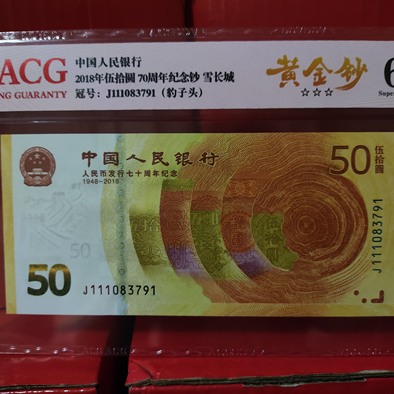 ACG
NG GUARANTY
中国人民银行
2018年伍拾圆 70周年纪念钞 雪长城
冠号：J111083791（豹子头）
黄金钞
☆☆☆
6
Super
中国人民银行
人民币发行七十周年纪念
1948-2018
50 伍拾圆
50
50 J111083791
J111083791